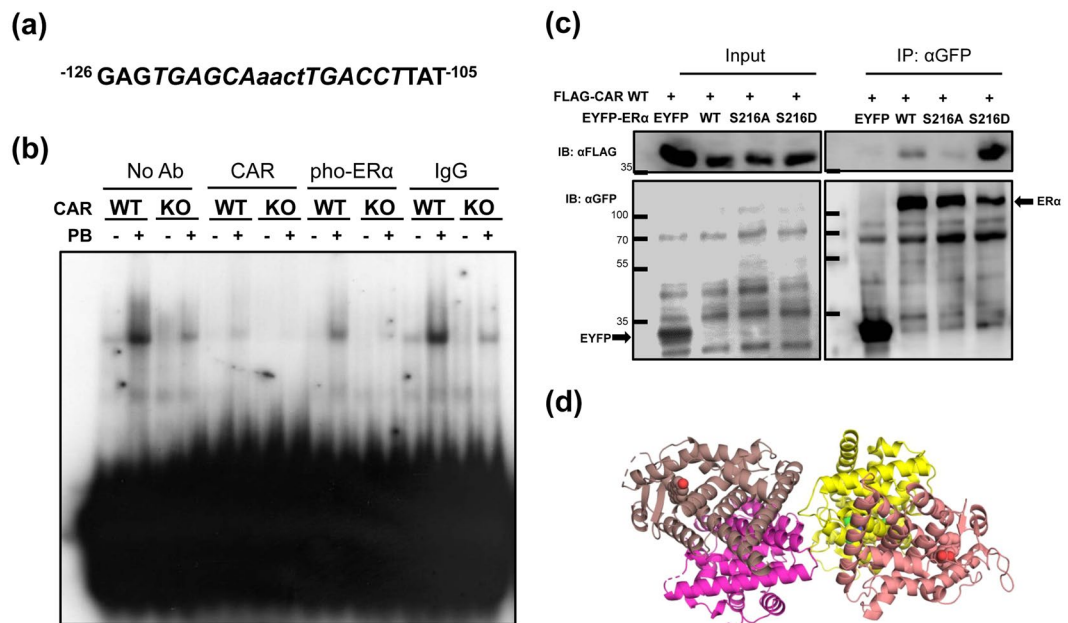 (a)
-126 GAGTGAGCAaactTGACCTTAT-105
(b)
No Ab CAR pho-ERα IgG
CAR WT KO WT KO WT KO WT KO
PB - + - + - + - + - + - + - + - +
(c)
Input IP: αGFP
FLAG-CAR WT + + + + + + + +
EYFP-ERα EYFP WT S216A S216D EYFP WT S216A S216D
IB: αFLAG
35
IB: αGFP
100
70
55
35
ERα
EYFP
(d)